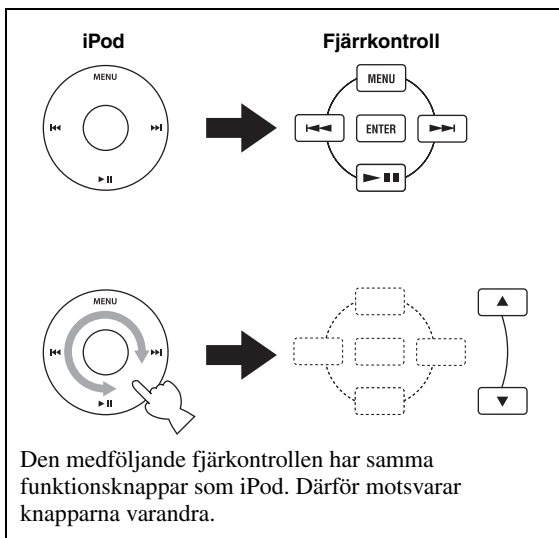 iPod
Fjärrkontroll
MENU
MENU
ENTER
MENU
Den medföljande fjärkontrollen har samma
funktionsknappar som iPod. Därför motsvarar
knapparna varandra.